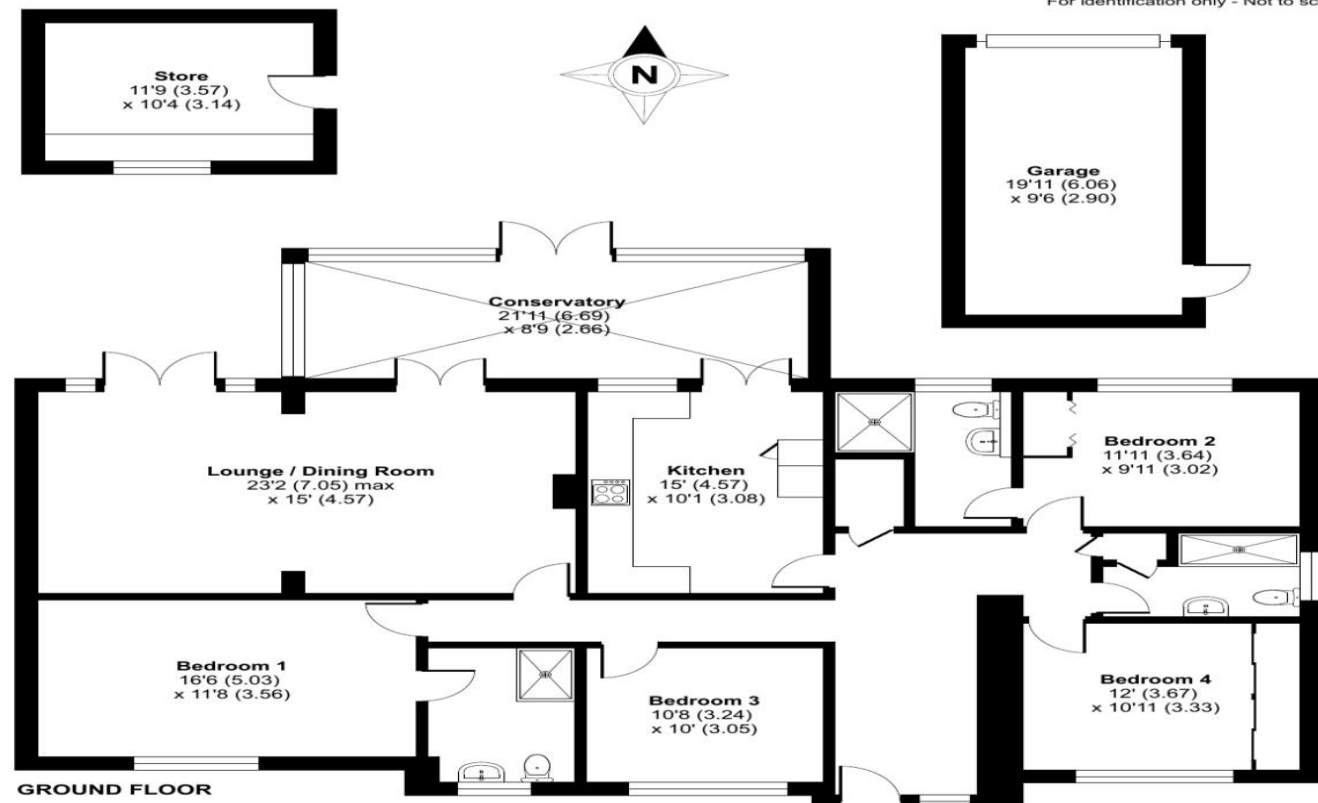 For identification only - Not to sc
Store
11'9 (3.57)
x 10'4 (3.14)
N
Garage
19'11 (6.06)
x 9'6 (2.90)
Conservatory
21'11 (6.69)
x 8'9 (2.66)
Lounge / Dining Room
23'2 (7.05) max
x 15' (4.57)
Kitchen
15' (4.57)
x 10'1 (3.08)
Bedroom 2
11'11 (3.64)
x 9'11 (3.02)
Bedroom 1
16'6 (5.03)
x 11'8 (3.56)
Bedroom 3
10'8 (3.24)
x 10' (3.05)
Bedroom 4
12' (3.67)
x 10'11 (3.33)
GROUND FLOOR